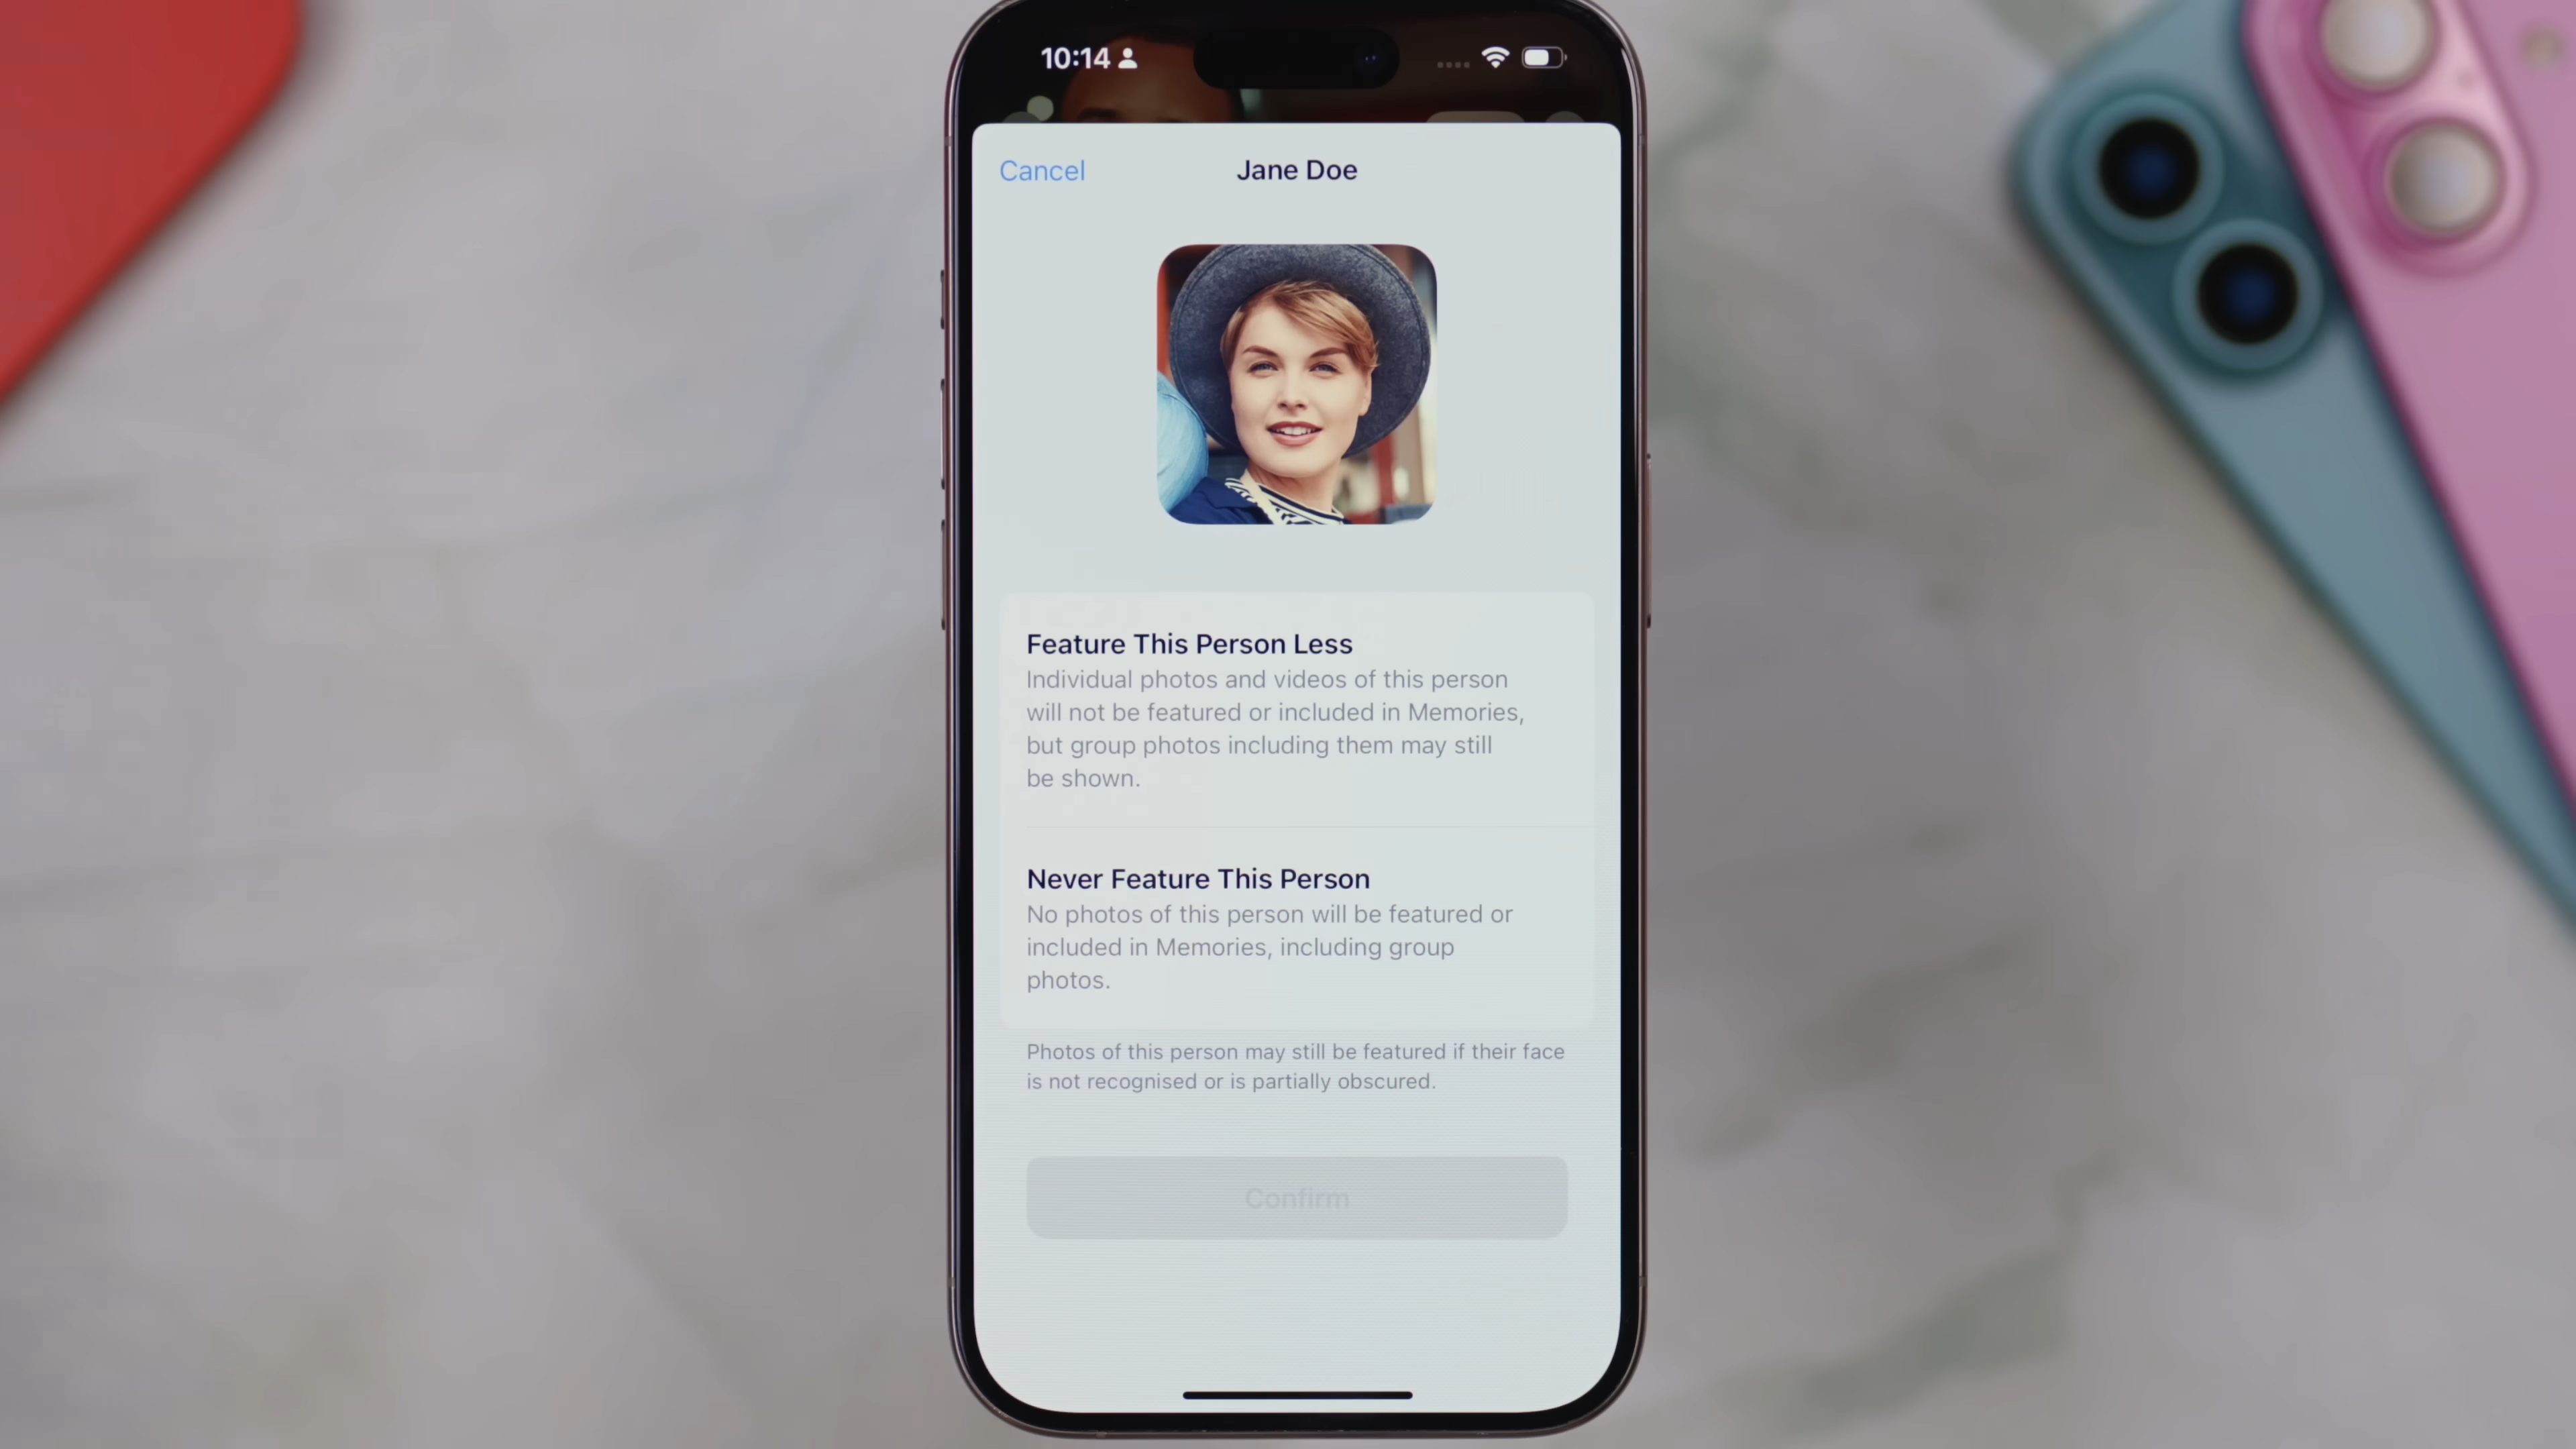 10:14
Cancel
Jane Doe
Feature This Person Less
Individual photos and videos of this person
will not be featured or included in Memories,
but group photos including them may still
be shown.
Never Feature This Person
No photos of this person will be featured or
included in Memories, including group
photos.
Photos of this person may still be featured if their face
is not recognised or is partially obscured.
Confirm